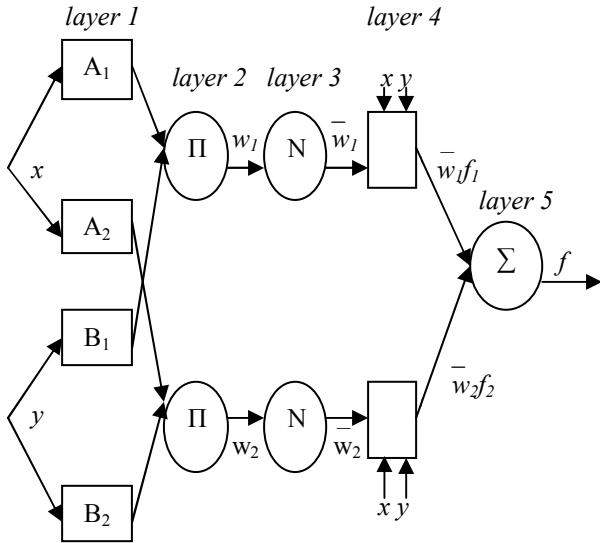 layer 1
layer 4
A₁
layer 2
layer 3
x y
Π
w₁
N
w̄₁
x
w̄₁f₁
layer 5
A₂
Σ
f
B₁
w̄₂f₂
y
Π
w₂
N
w̄₂
B₂
x y